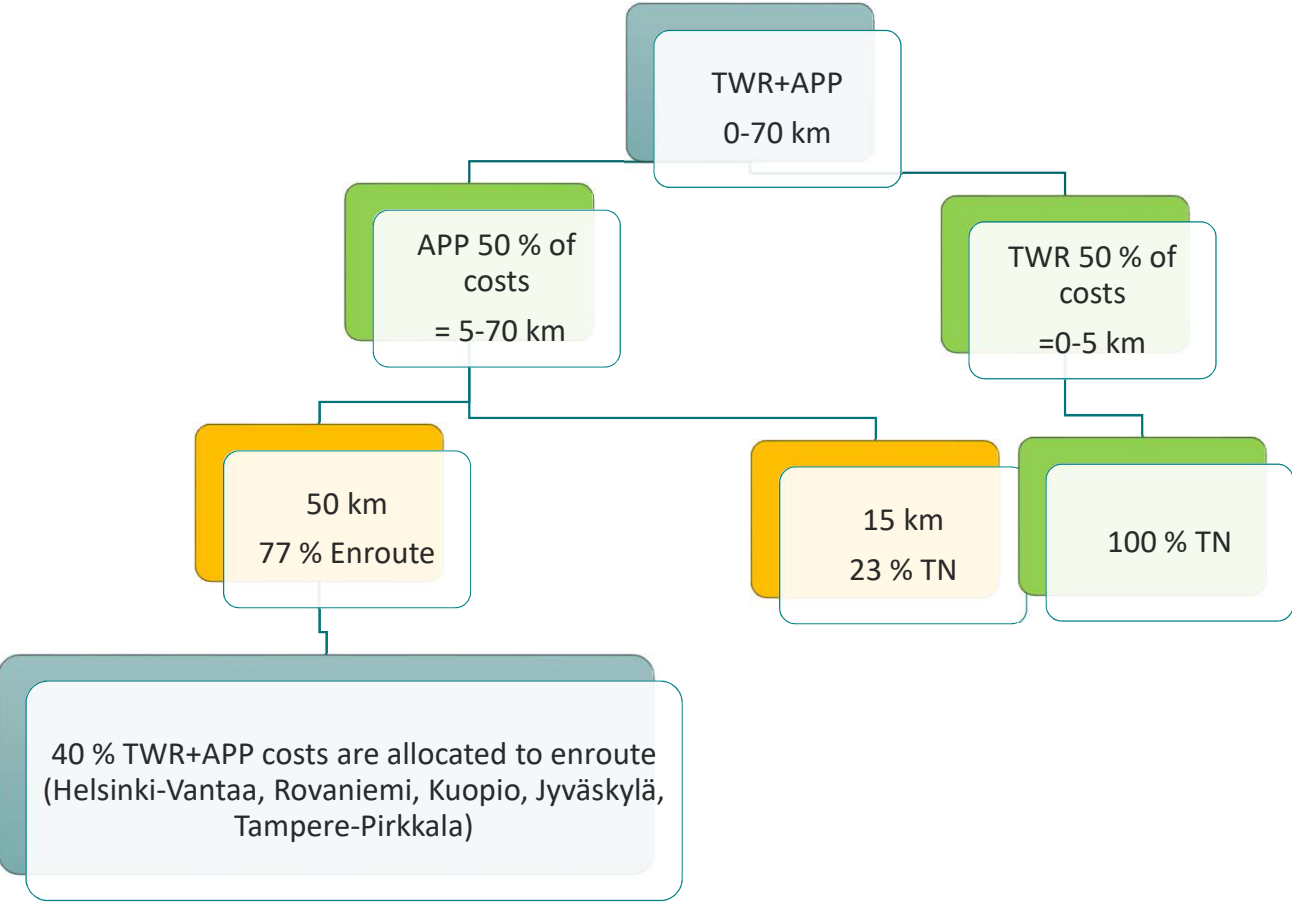 TWR+APP
0-70 km
APP 50 % of
costs
= 5-70 km
TWR 50 % of
costs
=0-5 km
50 km
77 % Enroute
15 km
23 % TN
100 % TN
40 % TWR+APP costs are allocated to enroute
(Helsinki-Vantaa, Rovaniemi, Kuopio, Jyväskylä,
Tampere-Pirkkala)